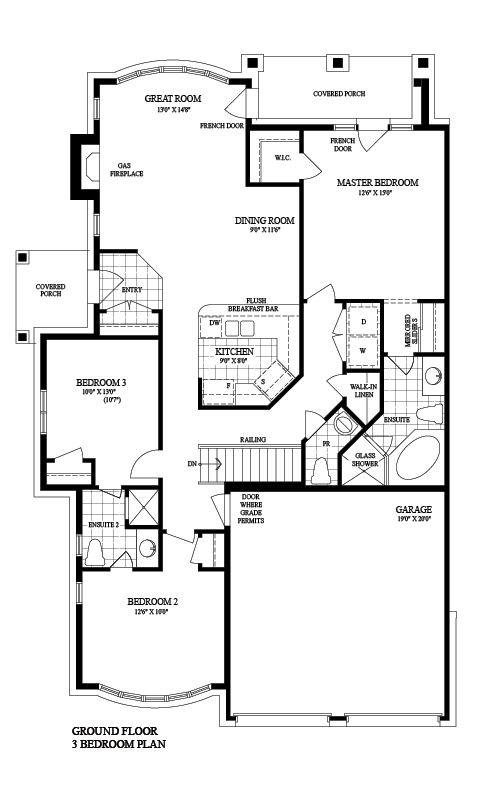 COVERED PORCH
GREAT ROOM
13'0" X 14'8"
FRENCH DOOR
FRENCH
DOOR
W.I.C.
GAS
FIREPLACE
MASTER BEDROOM
12'6" X 15'0"
DINING ROOM
9'0" X 11'6"
COVERED
PORCH
ENTRY
FLUSH
BREAKFAST BAR
DW
D
W
MIRRORED
SLIDERS
KITCHEN
9'0" X 8'0"
F
S
BEDROOM 3
10'0" X 13'0"
(10'7")
WALK-IN
LINEN
ENSUITE
RAILING
PR
DN
GLASS
SHOWER
DOOR
WHERE
GRADE
PERMITS
GARAGE
19'0" X 20'0"
ENSUITE 2
BEDROOM 2
12'6" X 10'0"
GROUND FLOOR
3 BEDROOM PLAN